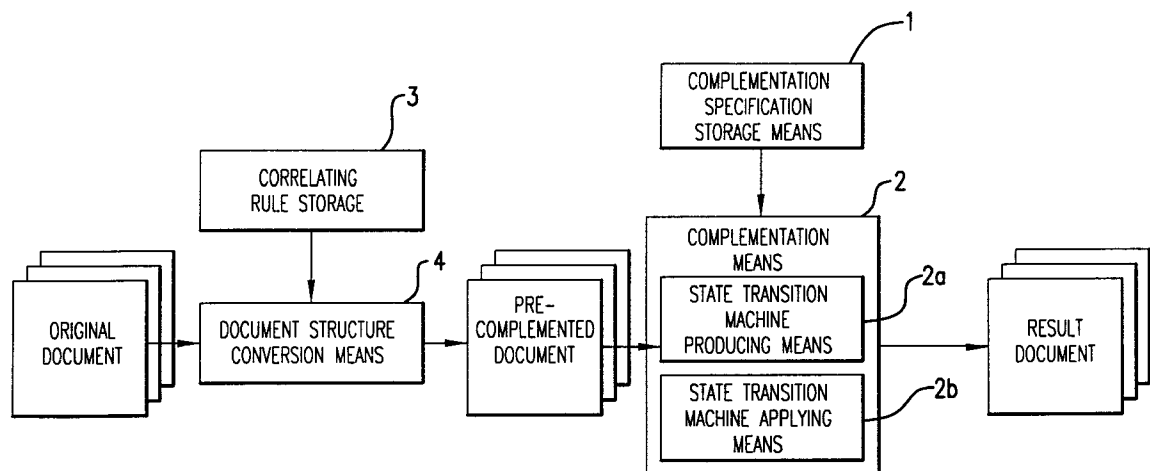 1
COMPLEMENTATION
SPECIFICATION
STORAGE MEANS
3
CORRELATING
RULE STORAGE
2
COMPLEMENTATION
MEANS
4
2a
ORIGINAL
DOCUMENT
DOCUMENT STRUCTURE
CONVERSION MEANS
PRE-
COMPLEMENTED
DOCUMENT
STATE TRANSITION
MACHINE
PRODUCING MEANS
RESULT
DOCUMENT
2b
STATE TRANSITION
MACHINE APPLYING
MEANS